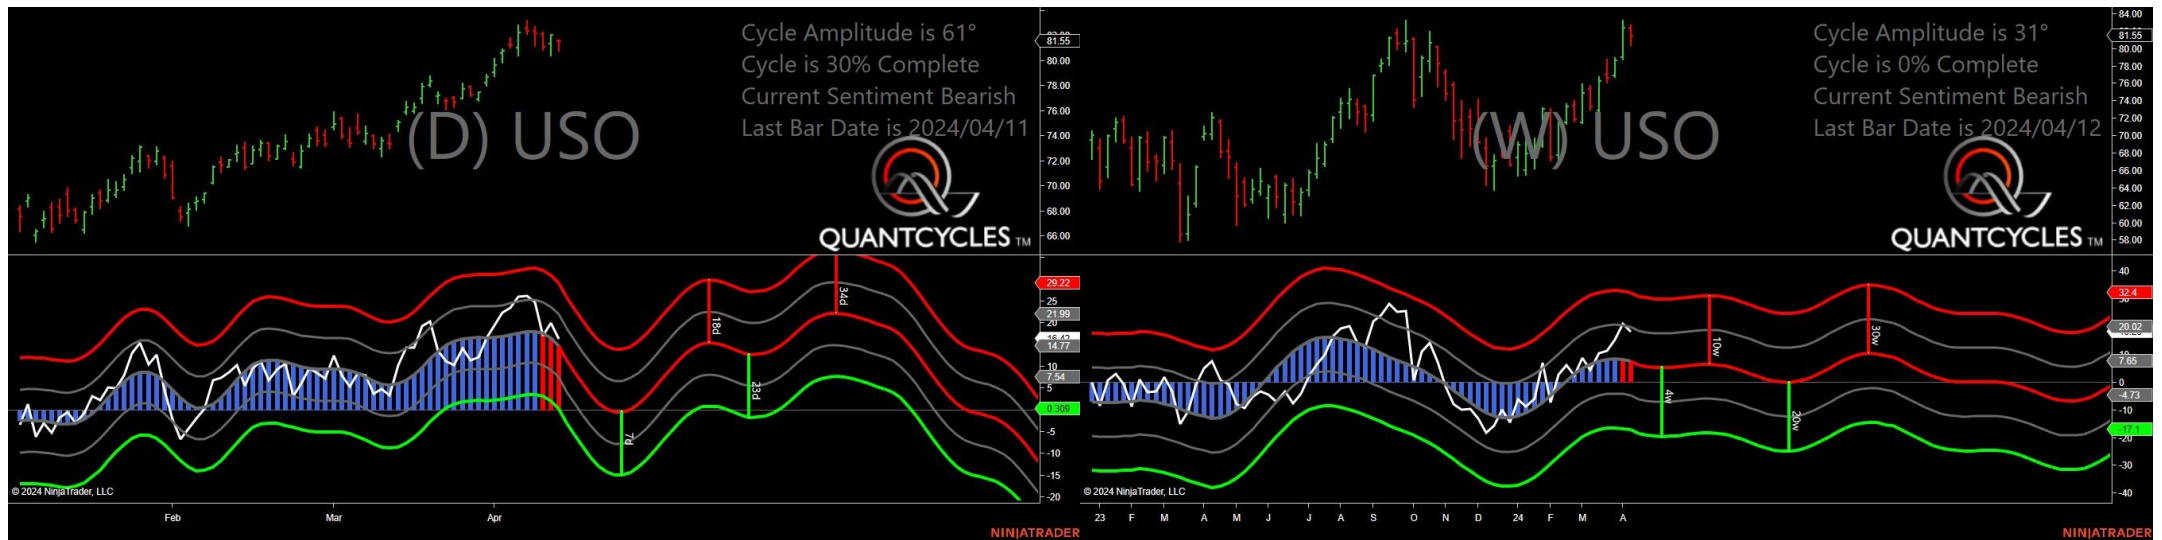 Cycle Amplitude is 61°
Cycle is 30% Complete
Current Sentiment Bearish
Last Bar Date is 2024/04/11
(D) USO
QUANTCYCLES TM
81.55
80.00
78.00
76.00
74.00
72.00
70.00
68.00
66.00
29.22
25
21.99
20
14.77
10
7.54
5
0.309
-5
-10
-15
-20
18d
34d
23d
7d
© 2024 NinjaTrader, LLC
Feb Mar Apr
NINJATRADER
Cycle Amplitude is 31°
Cycle is 0% Complete
Current Sentiment Bearish
Last Bar Date is 2024/04/12
(W) USO
QUANTCYCLES TM
84.00
81.55
80.00
78.00
76.00
74.00
72.00
70.00
68.00
66.00
64.00
62.00
60.00
58.00
40
32.4
20.02
7.65
0
-4.73
-10
-17.1
-20
-30
-40
10w
30w
4w
20w
© 2024 NinjaTrader, LLC
23 F M A M J J A S O N D 24 F M A
NINJATRADER